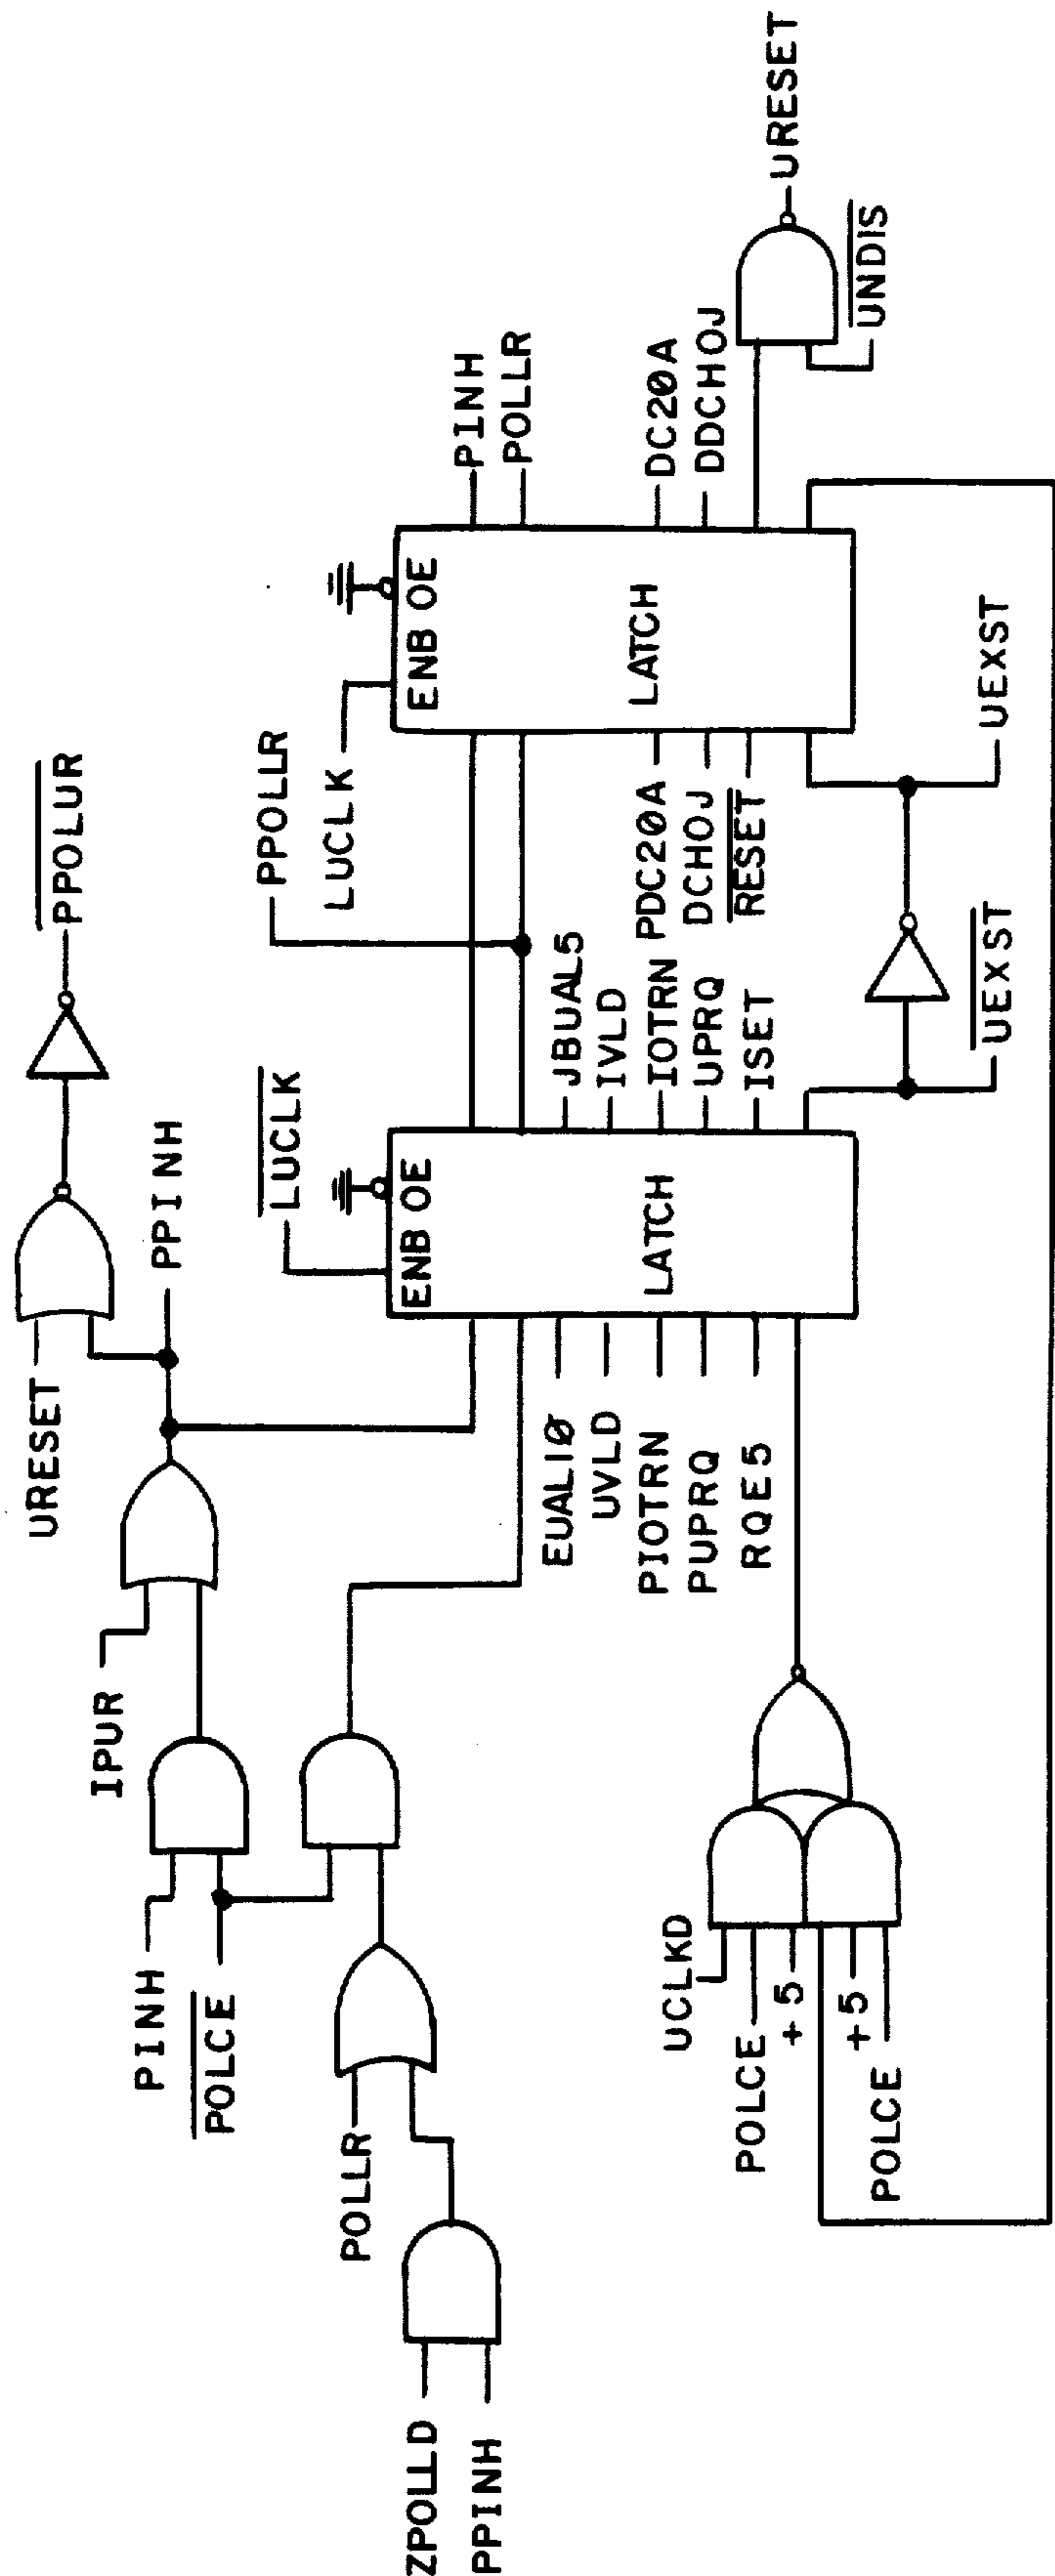 URESET
PPOLUR
IPUR
PPINH
PINH
POLCE
LUCLK
PPOLLR
LUCLK
POLLR
ENB OE
ENB OE
PINH
POLLR
ZPOLLD
PPINH
EUAL10
JBUAL5
UVLD
IVLD
PIOTRN
LATCH
IOTRN
PDC20A
LATCH
DC20A
PUPRQ
UPRQ
DCHOJ
DDCHOJ
RQE5
ISET
RESET
URESET
UNDIS
UCLKD
POLCE
+5
+5
POLCE
UEXST
UEXST